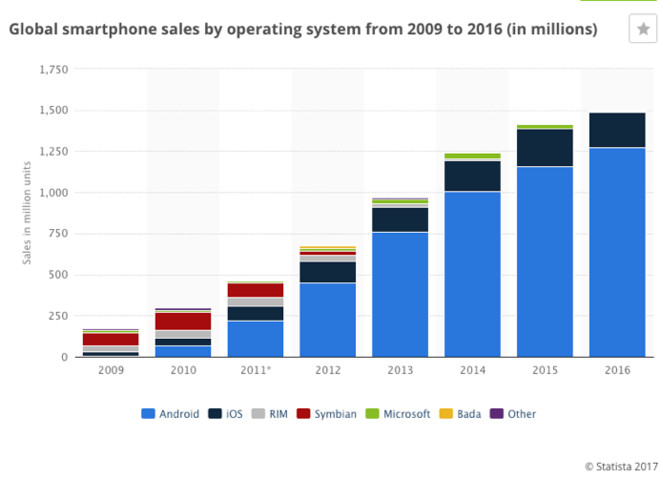 Global smartphone sales by operating system from 2009 to 2016 (in millions)
1,750
1,500
1,250
1,000
750
500
250
0
Sales in million units
2009 2010 2011* 2012 2013 2014 2015 2016
Android iOS RIM Symbian Microsoft Bada Other
© Statista 2017